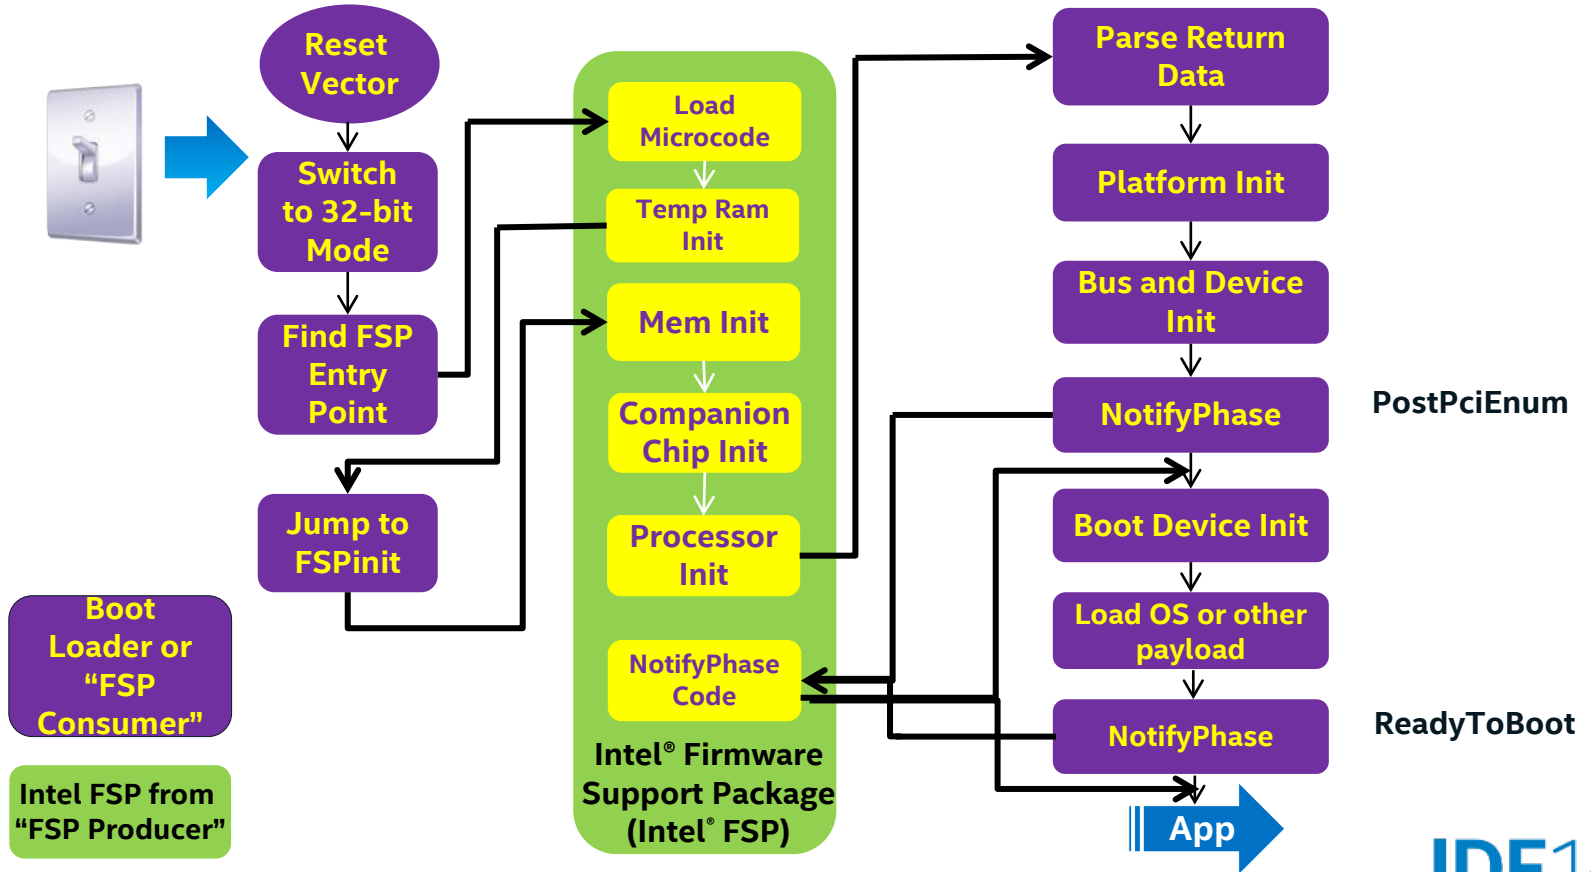 Reset
Vector
Switch
to 32-bit
Mode
Find FSP
Entry
Point
Jump to
FSPinit
Boot
Loader or
“FSP
Consumer”
Intel FSP from
“FSP Producer”
Load
Microcode
Temp Ram
Init
Mem Init
Companion
Chip Init
Processor
Init
NotifyPhase
Code
Intel® Firmware
Support Package
(Intel® FSP)
Parse Return
Data
Platform Init
Bus and Device
Init
NotifyPhase
PostPciEnum
Boot Device Init
Load OS or other
payload
NotifyPhase
ReadyToBoot
App